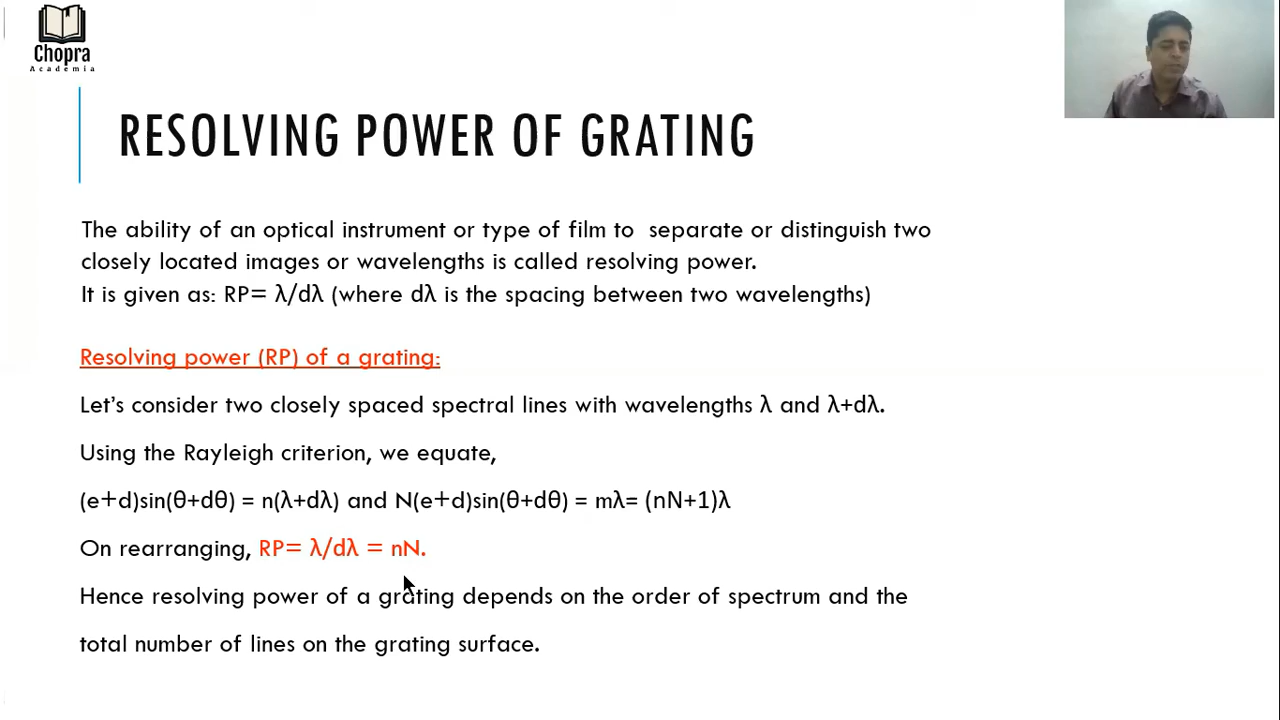 Chopra
Academia
RESOLVING POWER OF GRATING
The ability of an optical instrument or type of film to separate or distinguish two
closely located images or wavelengths is called resolving power.
It is given as: RP= λ/dλ (where dλ is the spacing between two wavelengths)
Resolving power (RP) of a grating:
Let's consider two closely spaced spectral lines with wavelengths λ and λ+dλ.
Using the Rayleigh criterion, we equate,
(e+d)sin(θ+dθ) = n(λ+dλ) and N(e+d)sin(θ+dθ) = mλ= (nN+1)λ
On rearranging, RP= λ/dλ = nN.
Hence resolving power of a grating depends on the order of spectrum and the
total number of lines on the grating surface.